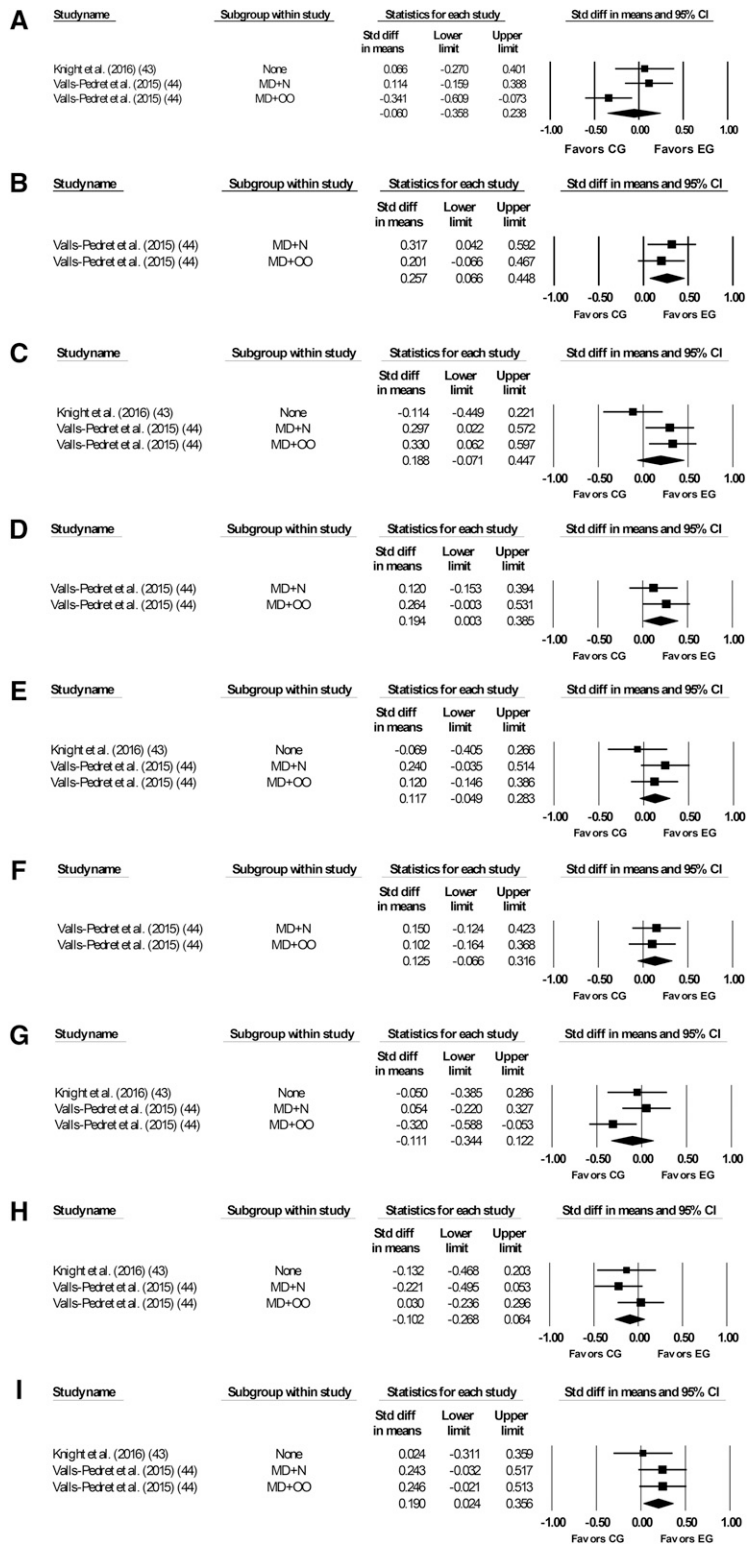 A
Studyname Subgroup within study Statistics for each study Std diff in means and 95% CI
Std diff Lower Upper
in means limit limit
Knight et al. (2016) (43) None 0.066 -0.270 0.401
Valls-Pedret et al. (2015) (44) MD+N 0.114 -0.159 0.388
Valls-Pedret et al. (2015) (44) MD+OO -0.341 -0.609 -0.073
-0.060 -0.358 0.238
-1.00 -0.50 0.00 0.50 1.00
Favors CG Favors EG
B
Studyname Subgroup within study Statistics for each study Std diff in means and 95% CI
Std diff Lower Upper
in means limit limit
Valls-Pedret et al. (2015) (44) MD+N 0.317 0.042 0.592
Valls-Pedret et al. (2015) (44) MD+OO 0.201 -0.066 0.467
0.257 0.066 0.448
-1.00 -0.50 0.00 0.50 1.00
Favors CG Favors EG
C
Studyname Subgroup within study Statistics for each study Std diff in means and 95% CI
Std diff Lower Upper
in means limit limit
Knight et al. (2016) (43) None -0.114 -0.449 0.221
Valls-Pedret et al. (2015) (44) MD+N 0.297 0.022 0.572
Valls-Pedret et al. (2015) (44) MD+OO 0.330 0.062 0.597
0.188 -0.071 0.447
-1.00 -0.50 0.00 0.50 1.00
Favors CG Favors EG
D
Studyname Subgroup within study Statistics for each study Std diff in means and 95% CI
Std diff Lower Upper
in means limit limit
Valls-Pedret et al. (2015) (44) MD+N 0.120 -0.153 0.394
Valls-Pedret et al. (2015) (44) MD+OO 0.264 -0.003 0.531
0.194 0.003 0.385
-1.00 -0.50 0.00 0.50 1.00
Favors CG Favors EG
E
Studyname Subgroup within study Statistics for each study Std diff in means and 95% CI
Std diff Lower Upper
in means limit limit
Knight et al. (2016) (43) None -0.069 -0.405 0.266
Valls-Pedret et al. (2015) (44) MD+N 0.240 -0.035 0.514
Valls-Pedret et al. (2015) (44) MD+OO 0.120 -0.146 0.386
0.117 -0.049 0.283
-1.00 -0.50 0.00 0.50 1.00
Favors CG Favors EG
F
Studyname Subgroup within study Statistics for each study Std diff in means and 95% CI
Std diff Lower Upper
in means limit limit
Valls-Pedret et al. (2015) (44) MD+N 0.150 -0.124 0.423
Valls-Pedret et al. (2015) (44) MD+OO 0.102 -0.164 0.368
0.125 -0.066 0.316
-1.00 -0.50 0.00 0.50 1.00
Favors CG Favors EG
G
Studyname Subgroup within study Statistics for each study Std diff in means and 95% CI
Std diff Lower Upper
in means limit limit
Knight et al. (2016) (43) None -0.050 -0.385 0.286
Valls-Pedret et al. (2015) (44) MD+N 0.054 -0.220 0.327
Valls-Pedret et al. (2015) (44) MD+OO -0.320 -0.588 -0.053
-0.111 -0.344 0.122
-1.00 -0.50 0.00 0.50 1.00
Favors CG Favors EG
H
Studyname Subgroup within study Statistics for each study Std diff in means and 95% CI
Std diff Lower Upper
in means limit limit
Knight et al. (2016) (43) None -0.132 -0.468 0.203
Valls-Pedret et al. (2015) (44) MD+N -0.221 -0.495 0.053
Valls-Pedret et al. (2015) (44) MD+OO 0.030 -0.236 0.296
-0.102 -0.268 0.064
-1.00 -0.50 0.00 0.50 1.00
Favors CG Favors EG
I
Studyname Subgroup within study Statistics for each study Std diff in means and 95% CI
Std diff Lower Upper
in means limit limit
Knight et al. (2016) (43) None 0.024 -0.311 0.359
Valls-Pedret et al. (2015) (44) MD+N 0.243 -0.032 0.517
Valls-Pedret et al. (2015) (44) MD+OO 0.246 -0.021 0.513
0.190 0.024 0.356
-1.00 -0.50 0.00 0.50 1.00
Favors CG Favors EG